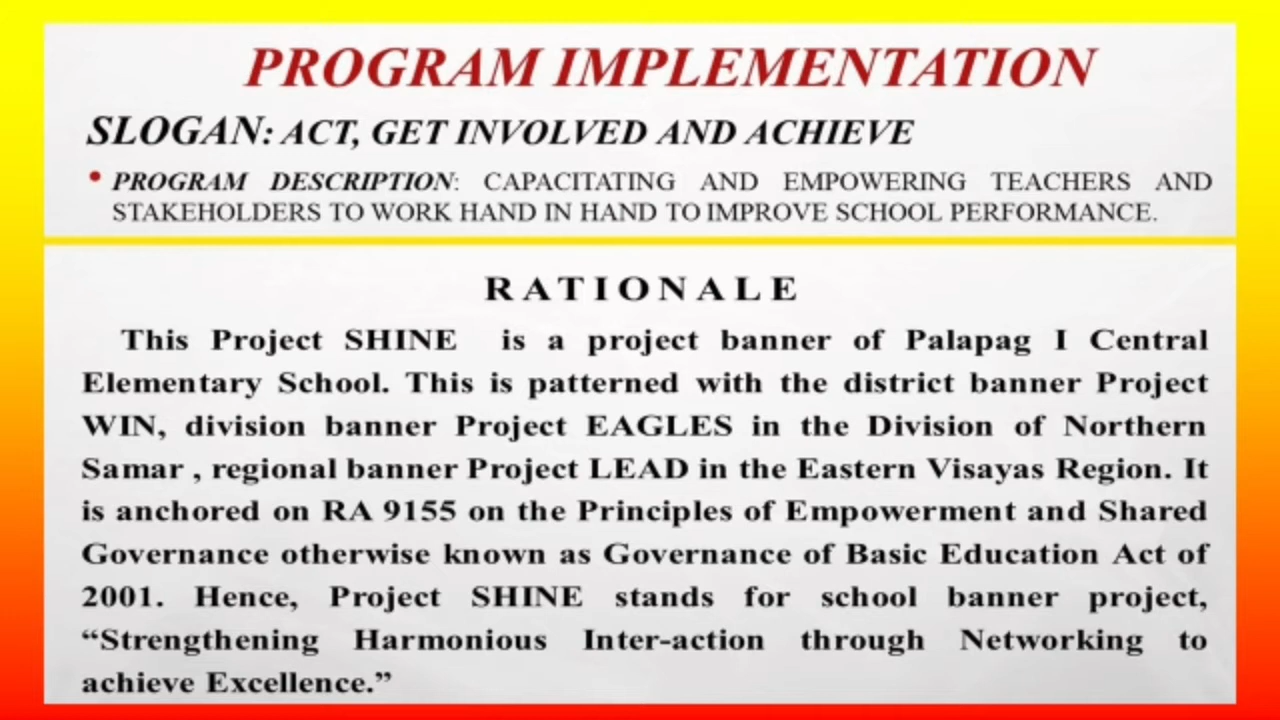 PROGRAM IMPLEMENTATION
SLOGAN: ACT, GET INVOLVED AND ACHIEVE
• PROGRAM DESCRIPTION: CAPACITATING AND EMPOWERING TEACHERS AND
STAKEHOLDERS TO WORK HAND IN HAND TO IMPROVE SCHOOL PERFORMANCE.
RATIONALE
This Project SHINE is a project banner of Palapag I Central
Elementary School. This is patterned with the district banner Project
WIN, division banner Project EAGLES in the Division of Northern
Samar , regional banner Project LEAD in the Eastern Visayas Region. It
is anchored on RA 9155 on the Principles of Empowerment and Shared
Governance otherwise known as Governance of Basic Education Act of
2001. Hence, Project SHINE stands for school banner project,
“Strengthening Harmonious Inter-action through Networking to
achieve Excellence.”